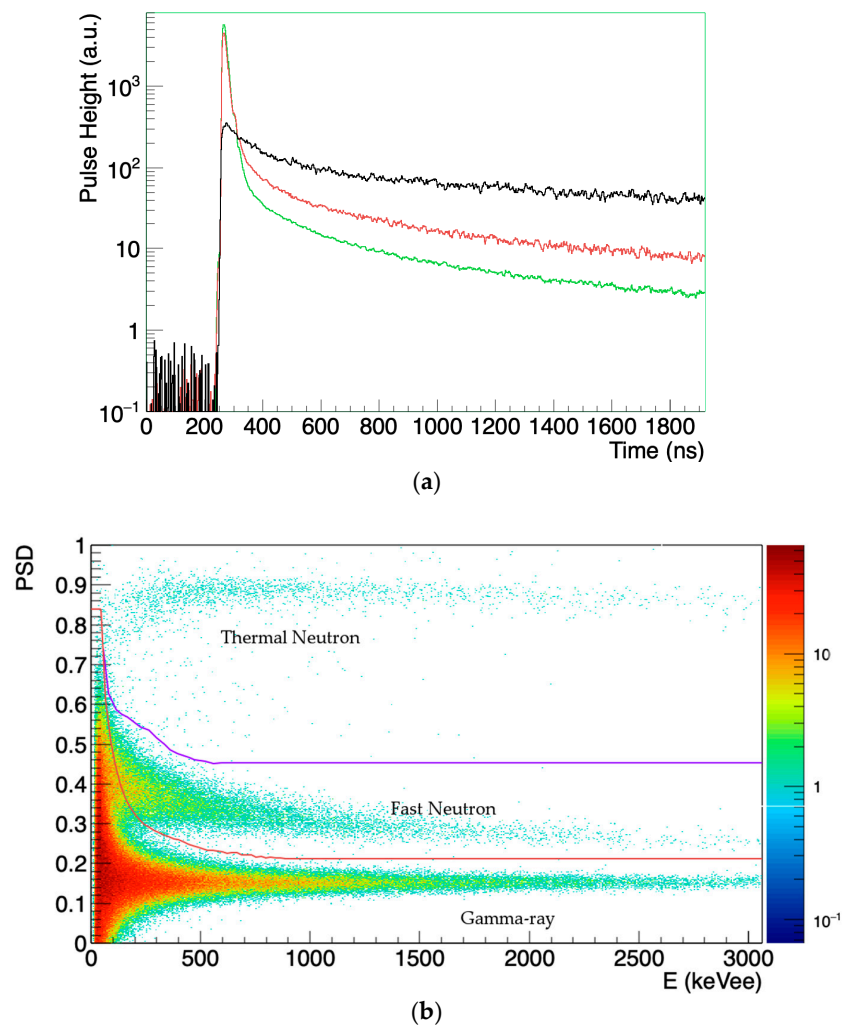 Pulse Height (a.u.)
10³
10²
10
1
10⁻¹
0 200 400 600 800 1000 1200 1400 1600 1800
Time (ns)
(a)
PSD
1
0.9
0.8
0.7
0.6
0.5
0.4
0.3
0.2
0.1
0
Thermal Neutron
Fast Neutron
Gamma-ray
10
1
10⁻¹
0 500 1000 1500 2000 2500 3000
E (keVee)
(b)